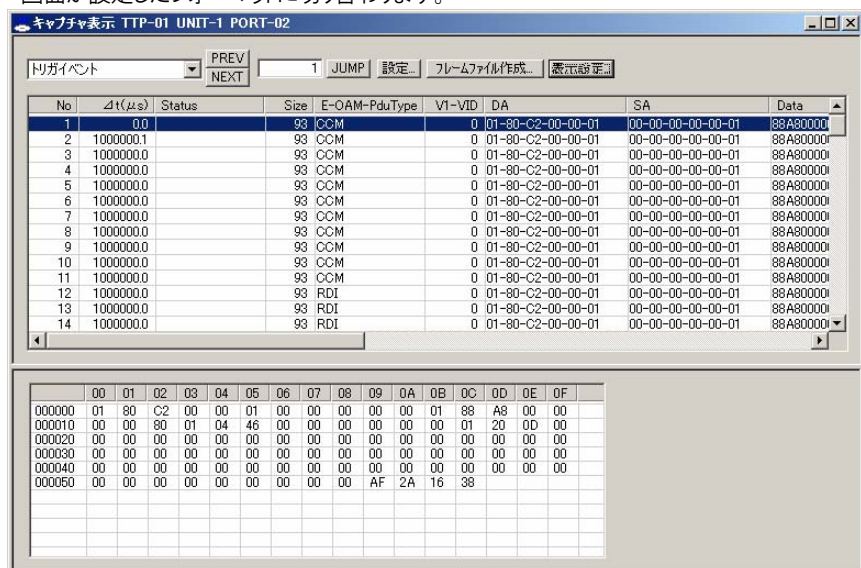 キャプチャ表示 TTP-01 UNIT-1 PORT-02
トリガイベント PREV NEXT 1 JUMP 設定... フレームファイル作成... 表示設定...
No Δt(μs) Status Size E-OAM-PduType V1-VID DA SA Data
1 0.0 93 CCM 0 01-80-C2-00-00-01 00-00-00-00-00-01 88A80000
2 1000000.1 93 CCM 0 01-80-C2-00-00-01 00-00-00-00-00-01 88A80000
3 1000000.0 93 CCM 0 01-80-C2-00-00-01 00-00-00-00-00-01 88A80000
4 1000000.0 93 CCM 0 01-80-C2-00-00-01 00-00-00-00-00-01 88A80000
5 1000000.0 93 CCM 0 01-80-C2-00-00-01 00-00-00-00-00-01 88A80000
6 1000000.0 93 CCM 0 01-80-C2-00-00-01 00-00-00-00-00-01 88A80000
7 1000000.0 93 CCM 0 01-80-C2-00-00-01 00-00-00-00-00-01 88A80000
8 1000000.0 93 CCM 0 01-80-C2-00-00-01 00-00-00-00-00-01 88A80000
9 1000000.0 93 CCM 0 01-80-C2-00-00-01 00-00-00-00-00-01 88A80000
10 1000000.0 93 CCM 0 01-80-C2-00-00-01 00-00-00-00-00-01 88A80000
11 1000000.0 93 CCM 0 01-80-C2-00-00-01 00-00-00-00-00-01 88A80000
12 1000000.0 93 RDI 0 01-80-C2-00-00-01 00-00-00-00-00-01 88A80000
13 1000000.0 93 RDI 0 01-80-C2-00-00-01 00-00-00-00-00-01 88A80000
14 1000000.0 93 RDI 0 01-80-C2-00-00-01 00-00-00-00-00-01 88A80000
00 01 02 03 04 05 06 07 08 09 0A 0B 0C 0D 0E 0F
000000 01 80 C2 00 00 01 00 00 00 00 00 01 88 A8 00 00
000010 00 00 80 01 04 46 00 00 00 00 00 00 01 20 0D 00
000020 00 00 00 00 00 00 00 00 00 00 00 00 00 00 00 00
000030 00 00 00 00 00 00 00 00 00 00 00 00 00 00 00 00
000040 00 00 00 00 00 00 00 00 00 00 00 00 00 00 00 00
000050 00 00 00 00 00 00 00 00 00 AF 2A 16 38